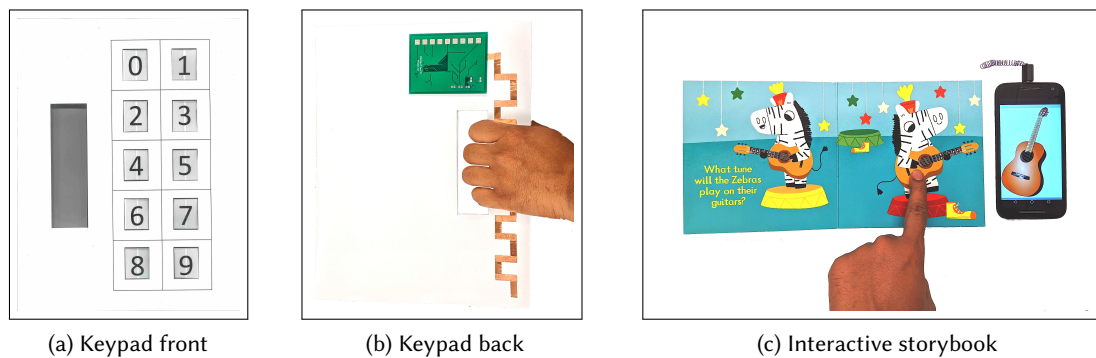 0 1
2 3
4 5
6 7
8 9
What tune
will the Zebras
play on their
guitars?
(a) Keypad front
(b) Keypad back
(c) Interactive storybook